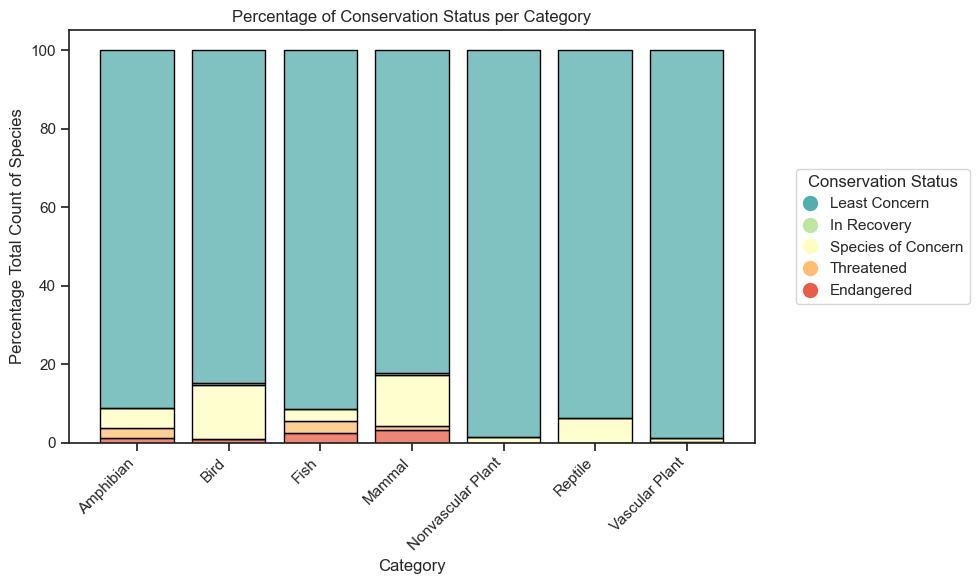 Percentage of Conservation Status per Category
Percentage Total Count of Species
100
80
60
40
20
0
Amphibian
Bird
Fish
Mammal
Nonvascular Plant
Reptile
Vascular Plant
Category
Conservation Status
Least Concern
In Recovery
Species of Concern
Threatened
Endangered